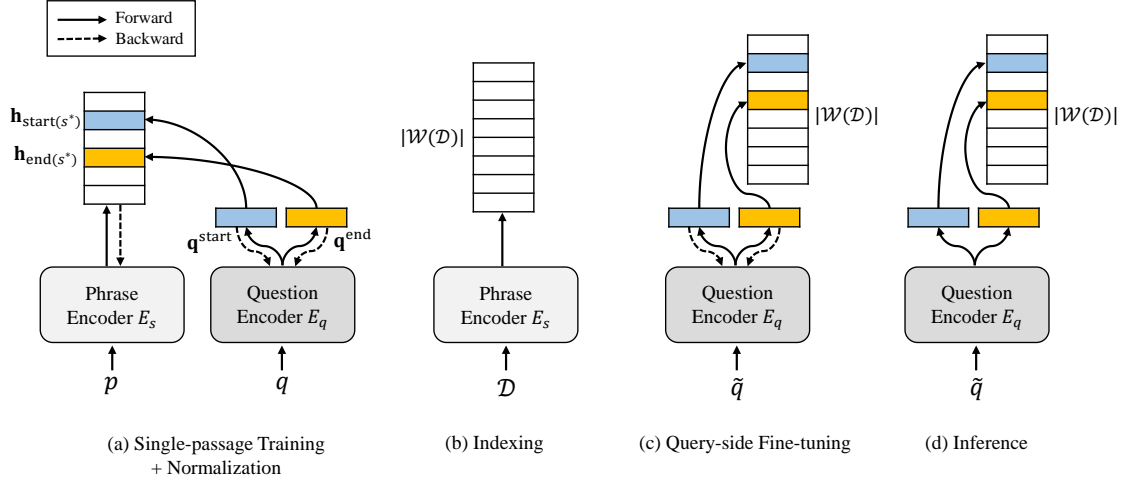 Forward
Backward
h_start(s*)
h_end(s*)
q^start
q^end
Phrase
Encoder E_s
Question
Encoder E_q
p
q
(a) Single-passage Training
+ Normalization
|𝒲(𝒟)|
Phrase
Encoder E_s
𝒟
(b) Indexing
|𝒲(𝒟)|
Question
Encoder E_q
q̃
(c) Query-side Fine-tuning
|𝒲(𝒟)|
Question
Encoder E_q
q̃
(d) Inference